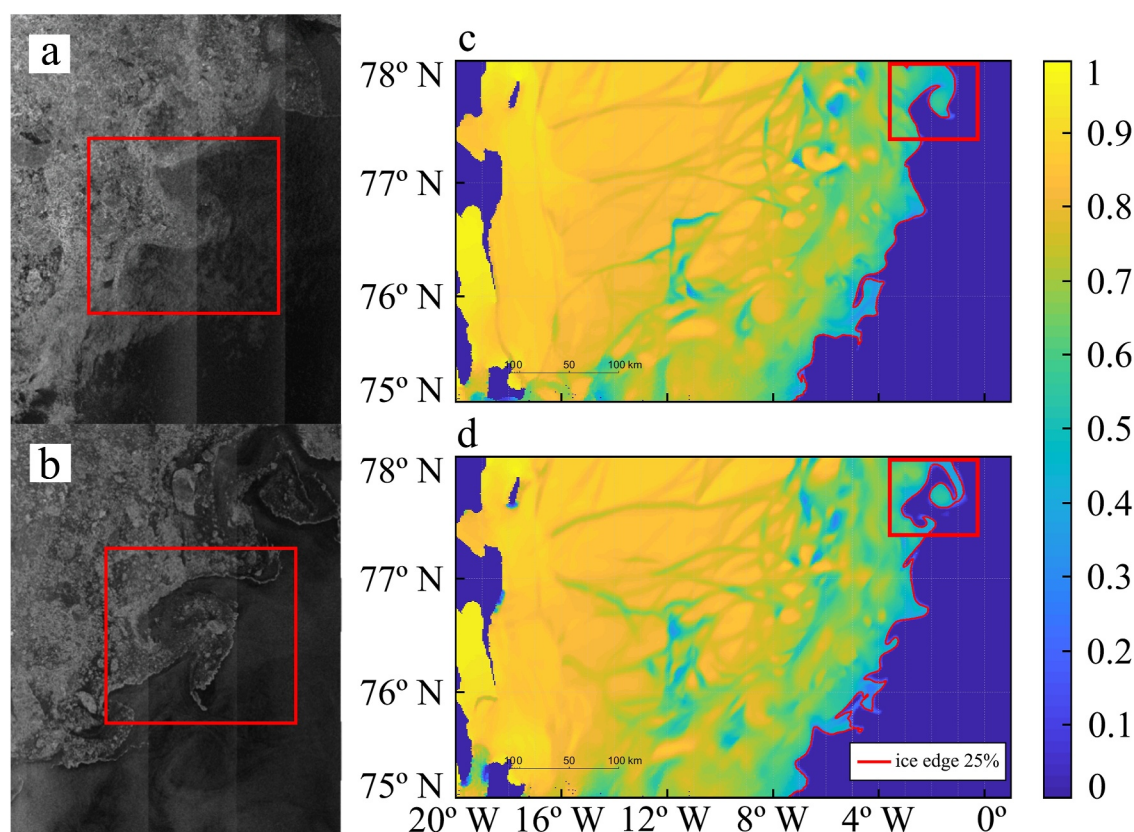 a
b
c
78º N
77º N
76º N
75º N
100 50 100 km
d
78º N
77º N
76º N
75º N
100 50 100 km
ice edge 25%
20º W 16º W 12º W 8º W 4º W 0º
1
0.9
0.8
0.7
0.6
0.5
0.4
0.3
0.2
0.1
0